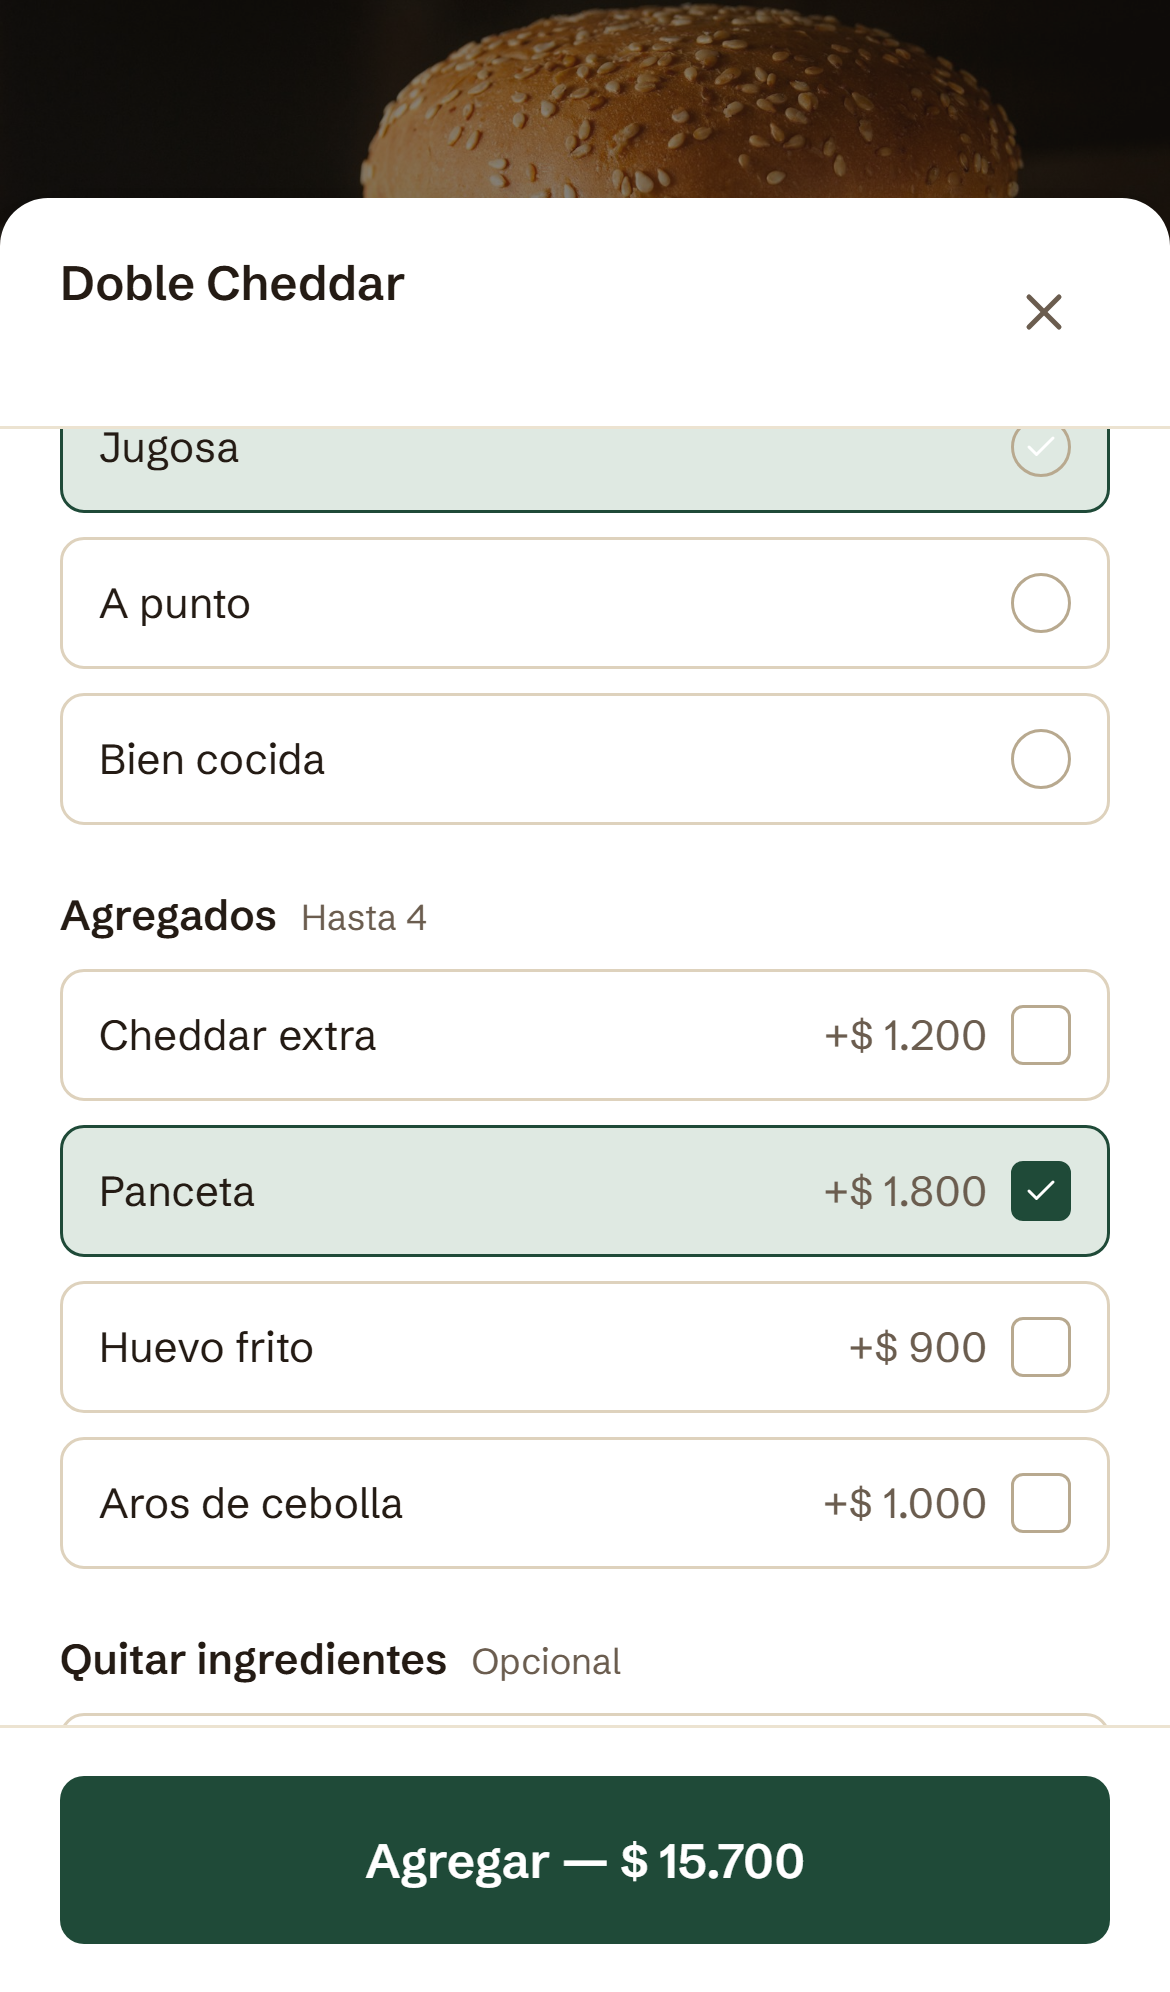 Doble Cheddar
Jugosa
A punto
Bien cocida
Agregados Hasta 4
Cheddar extra +$ 1.200
Panceta +$ 1.800
Huevo frito +$ 900
Aros de cebolla +$ 1.000
Quitar ingredientes Opcional
Agregar — $ 15.700